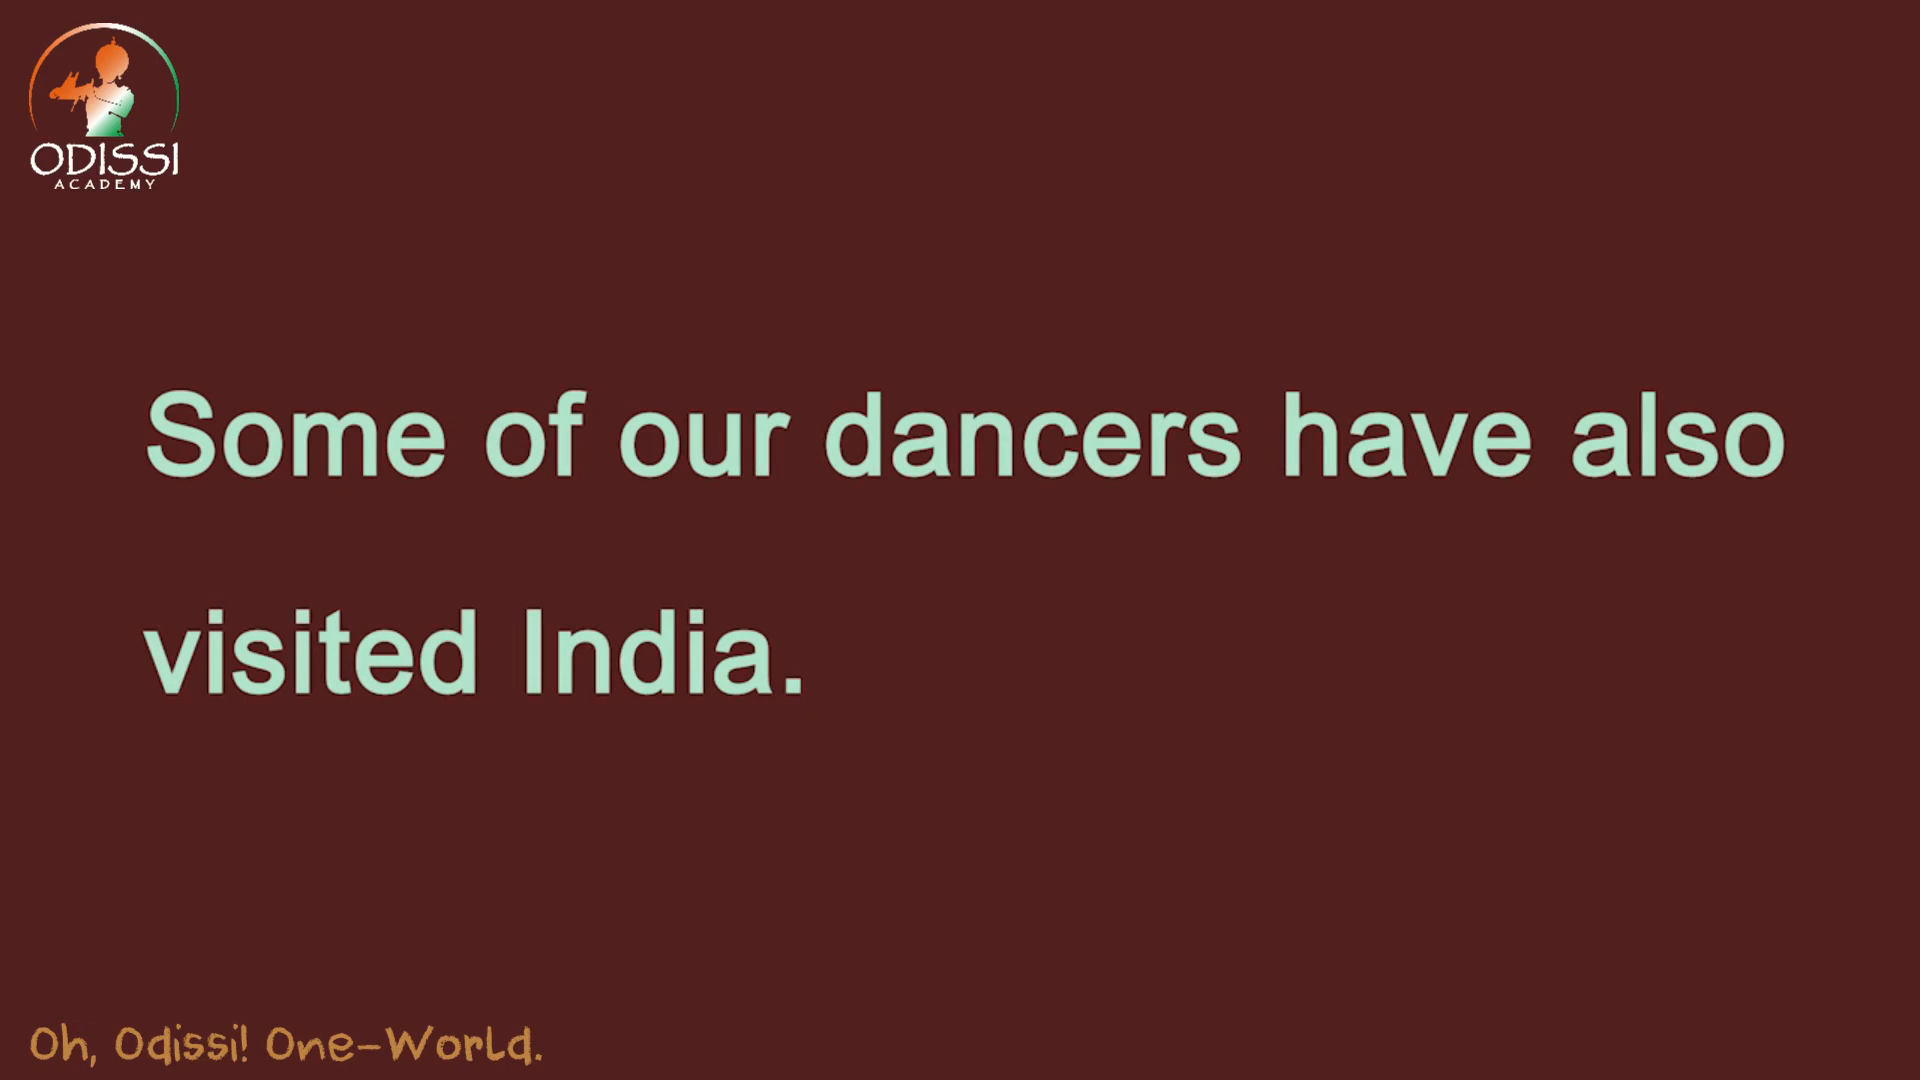 ODISSI
ACADEMY
Some of our dancers have also
visited India.
Oh, Odissi! One-World.